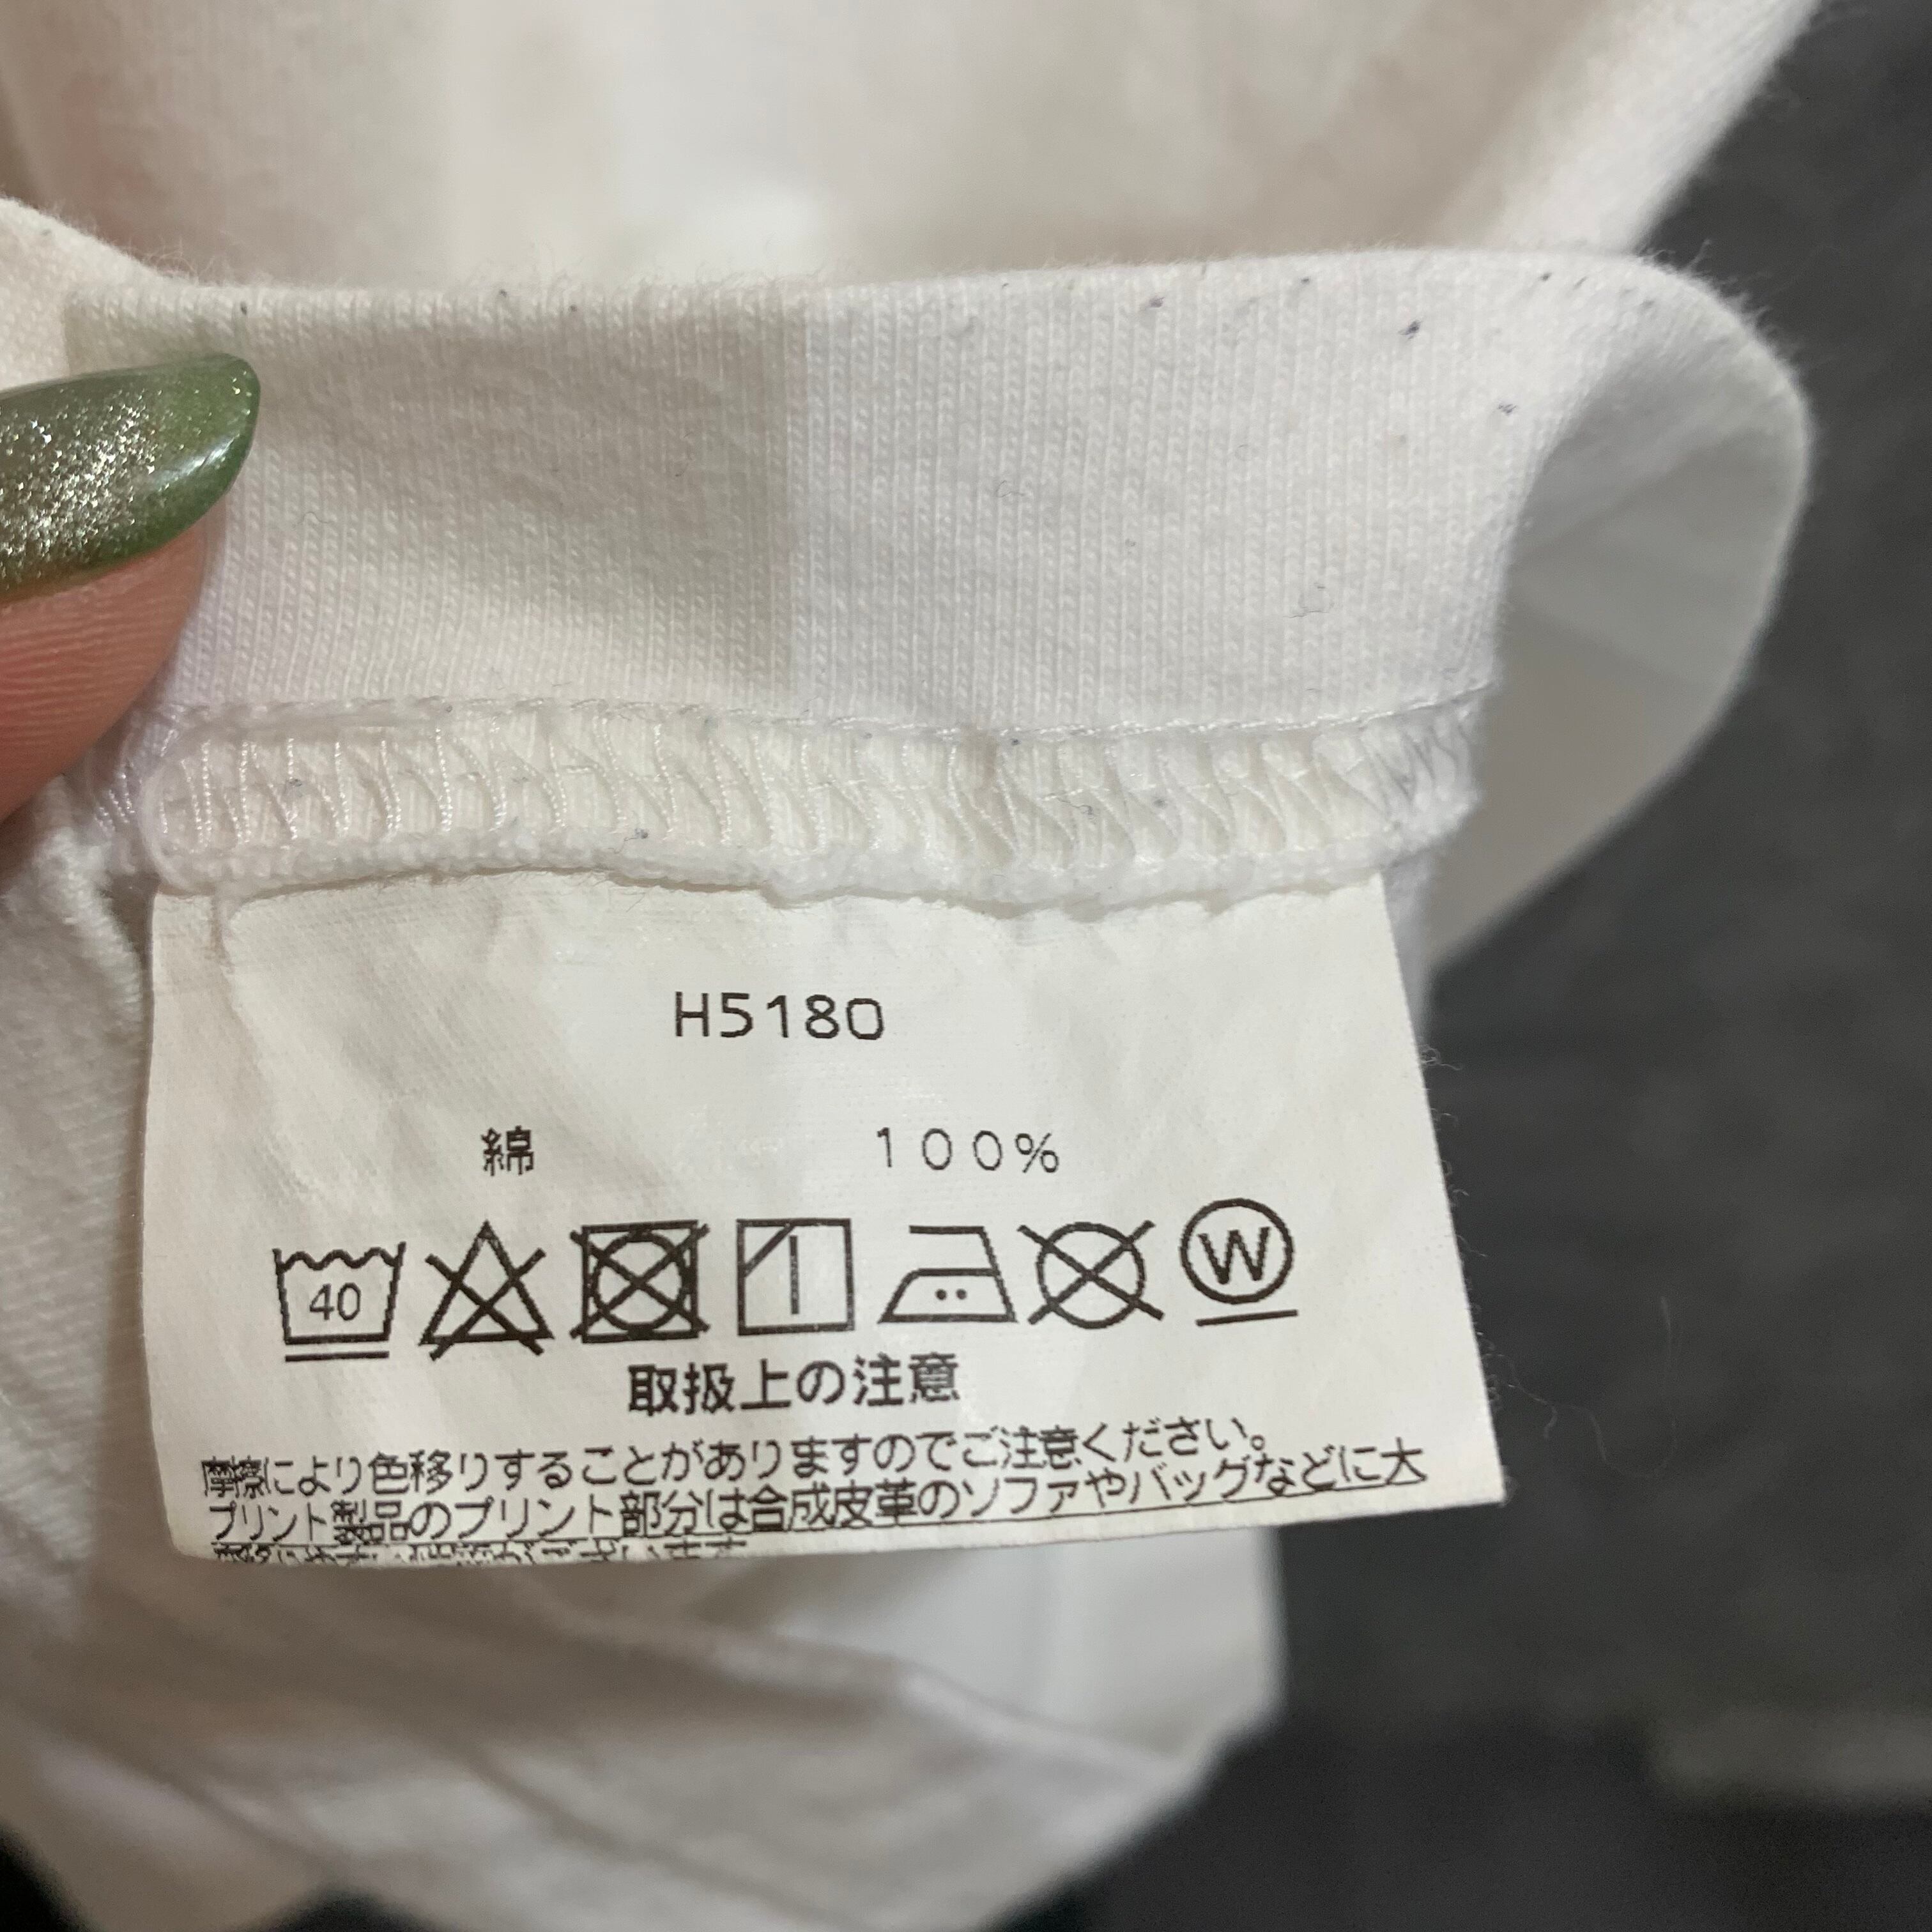 H5180
綿 100%
40
W
取扱上の注意
摩擦により色移りすることがありますのでご注意ください。
プリント製品のプリント部分は合成皮革のソファやバッグなどに大